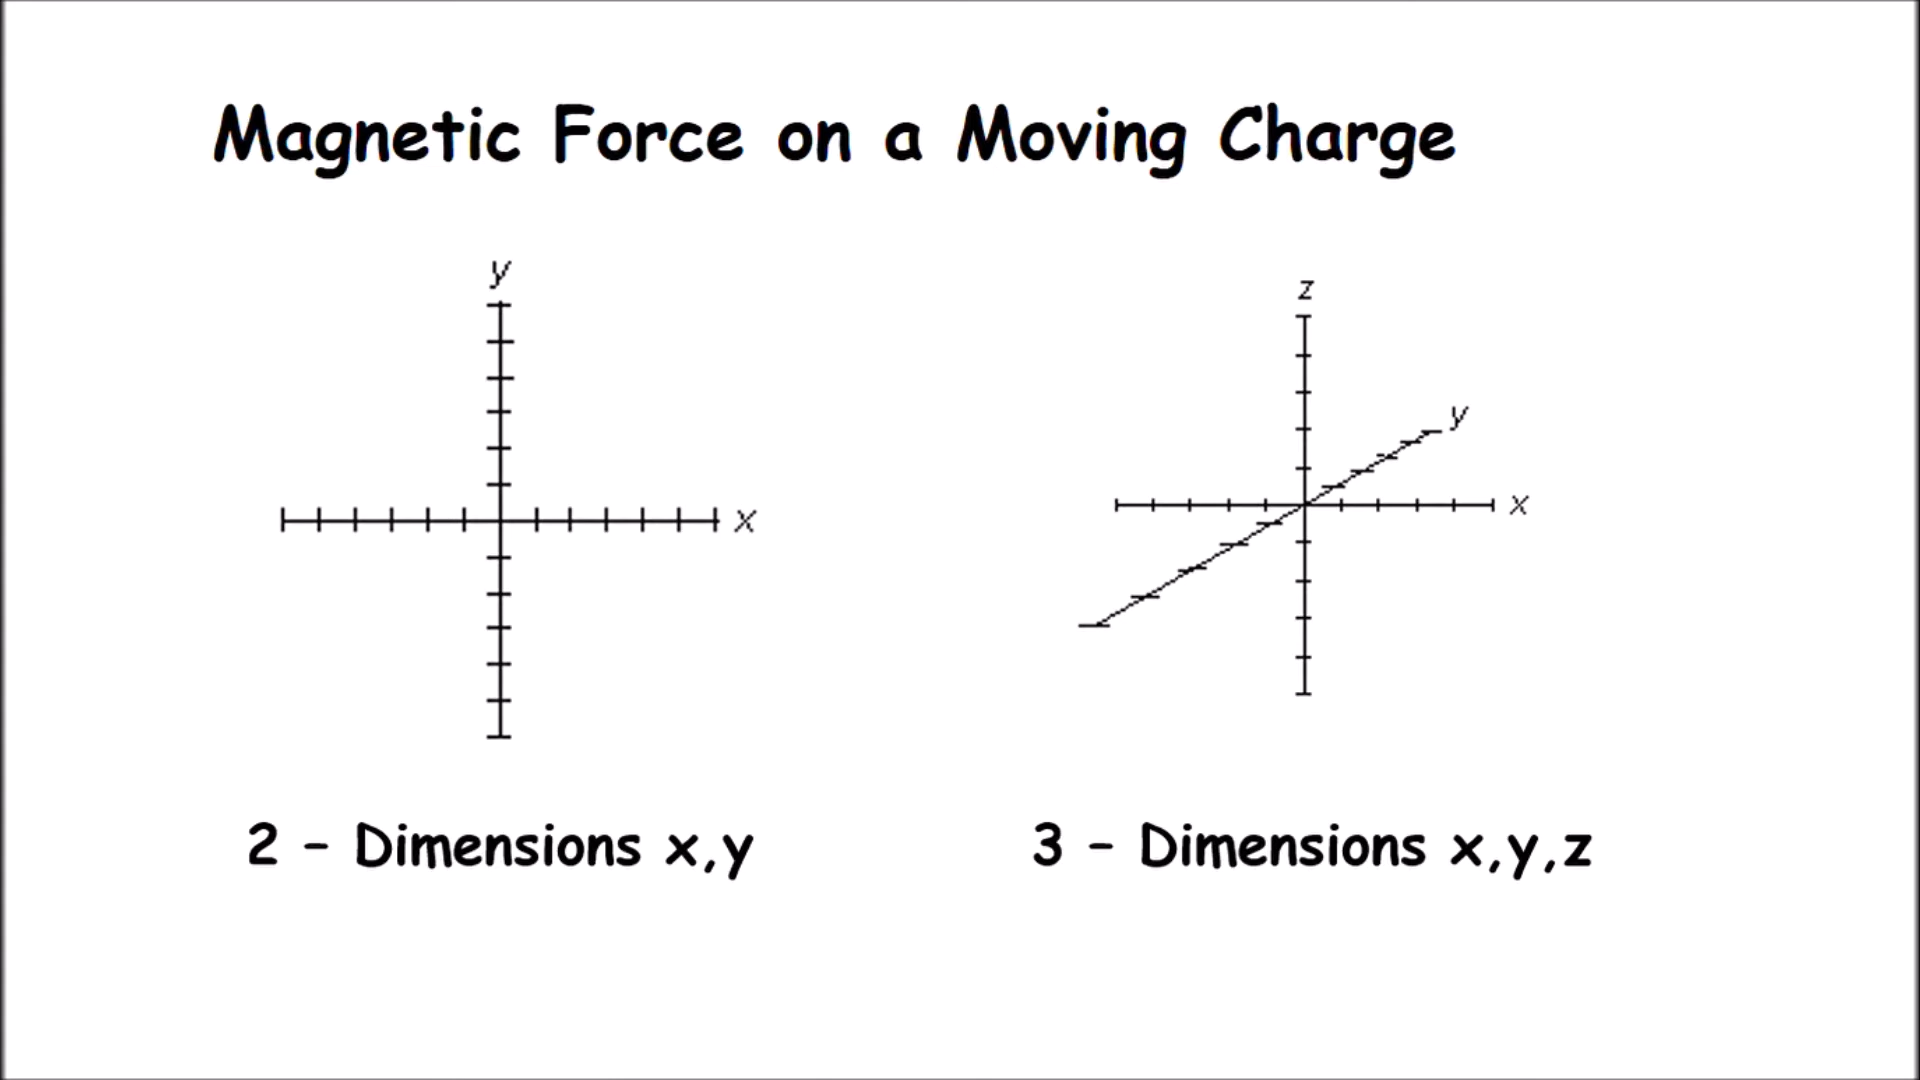 Magnetic Force on a Moving Charge
y
x
z
y
x
2 - Dimensions x,y
3 - Dimensions x,y,z